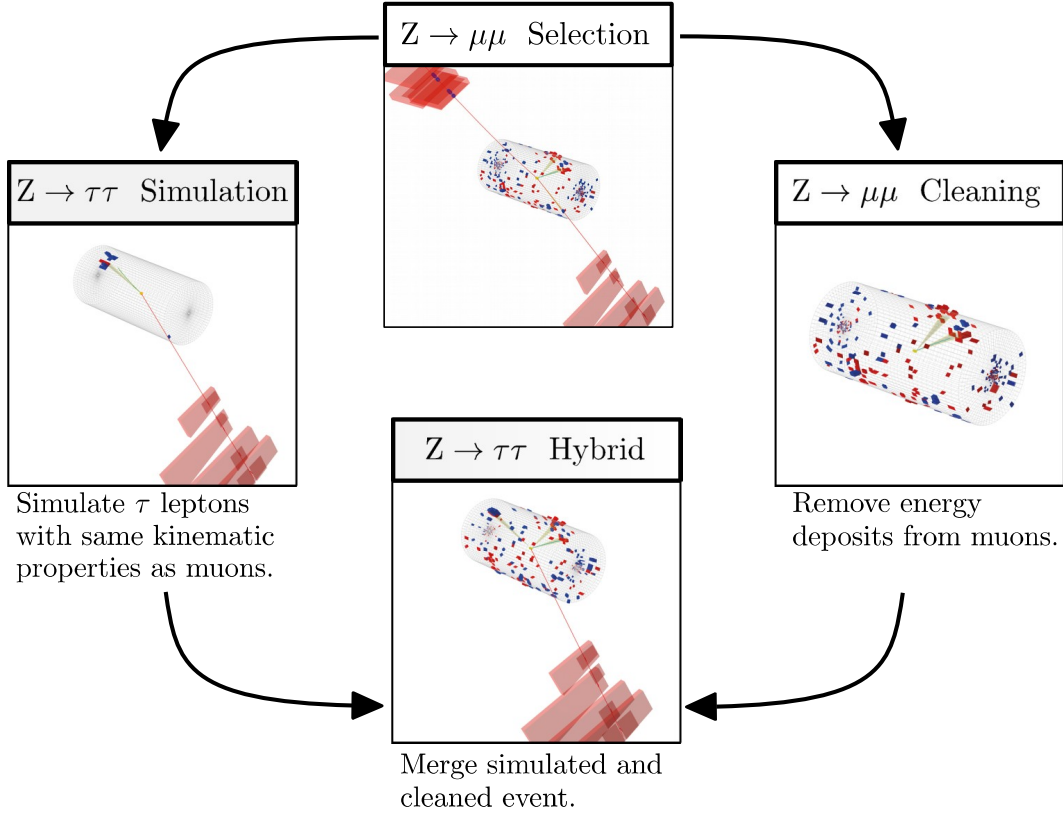 Z → μμ Selection
Z → ττ Simulation
Z → μμ Cleaning
Simulate τ leptons
with same kinematic
properties as muons.
Remove energy
deposits from muons.
Z → ττ Hybrid
Merge simulated and
cleaned event.